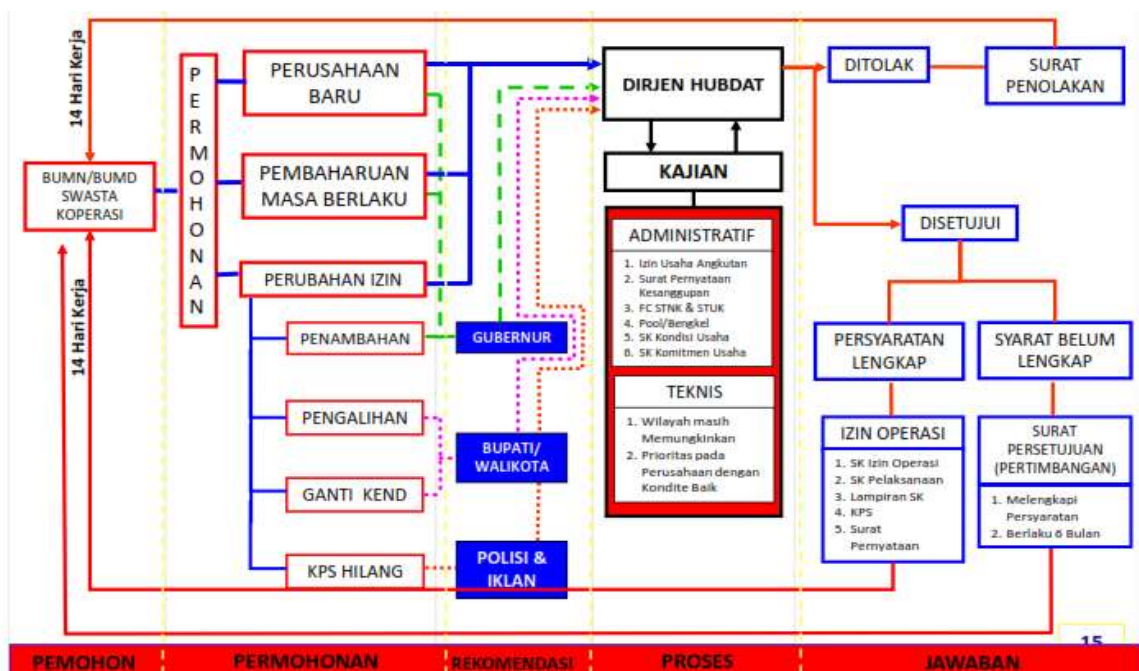 14 Hari Kerja
14 Hari Kerja
BUMN/BUMD
SWASTA
KOPERASI
P
E
R
M
O
H
O
N
A
N
PERUSAHAAN
BARU
PEMBAHARUAN
MASA BERLAKU
PERUBAHAN IZIN
PENAMBAHAN
PENGALIHAN
GANTI KEND
KPS HILANG
GUBERNUR
BUPATI/
WALIKOTA
POLISI &
IKLAN
DIRJEN HUBDAT
KAJIAN
ADMINISTRATIF
1. Izin Usaha Angkutan
2. Surat Pernyataan
Kesanggupan
3. FC STNK & STUK
4. Pool/Bengkel
5. SK Kondisi Usaha
6. SK Komitmen Usaha
TEKNIS
1. Wilayah masih
Memungkinkan
2. Prioritas pada
Perusahaan dengan
Kondite Baik
DITOLAK
SURAT
PENOLAKAN
DISETUJUI
PERSYARATAN
LENGKAP
SYARAT BELUM
LENGKAP
IZIN OPERASI
1. SK Izin Operasi
2. SK Pelaksanaan
3. Lampiran SK
4. KPS
5. Surat
Pernyataan
SURAT
PERSETUJUAN
(PERTIMBANGAN)
1. Melengkapi
Persyaratan
2. Berlaku 6 Bulan
15
PEMOHON
PERMOHONAN
REKOMENDASI
PROSES
JAWABAN